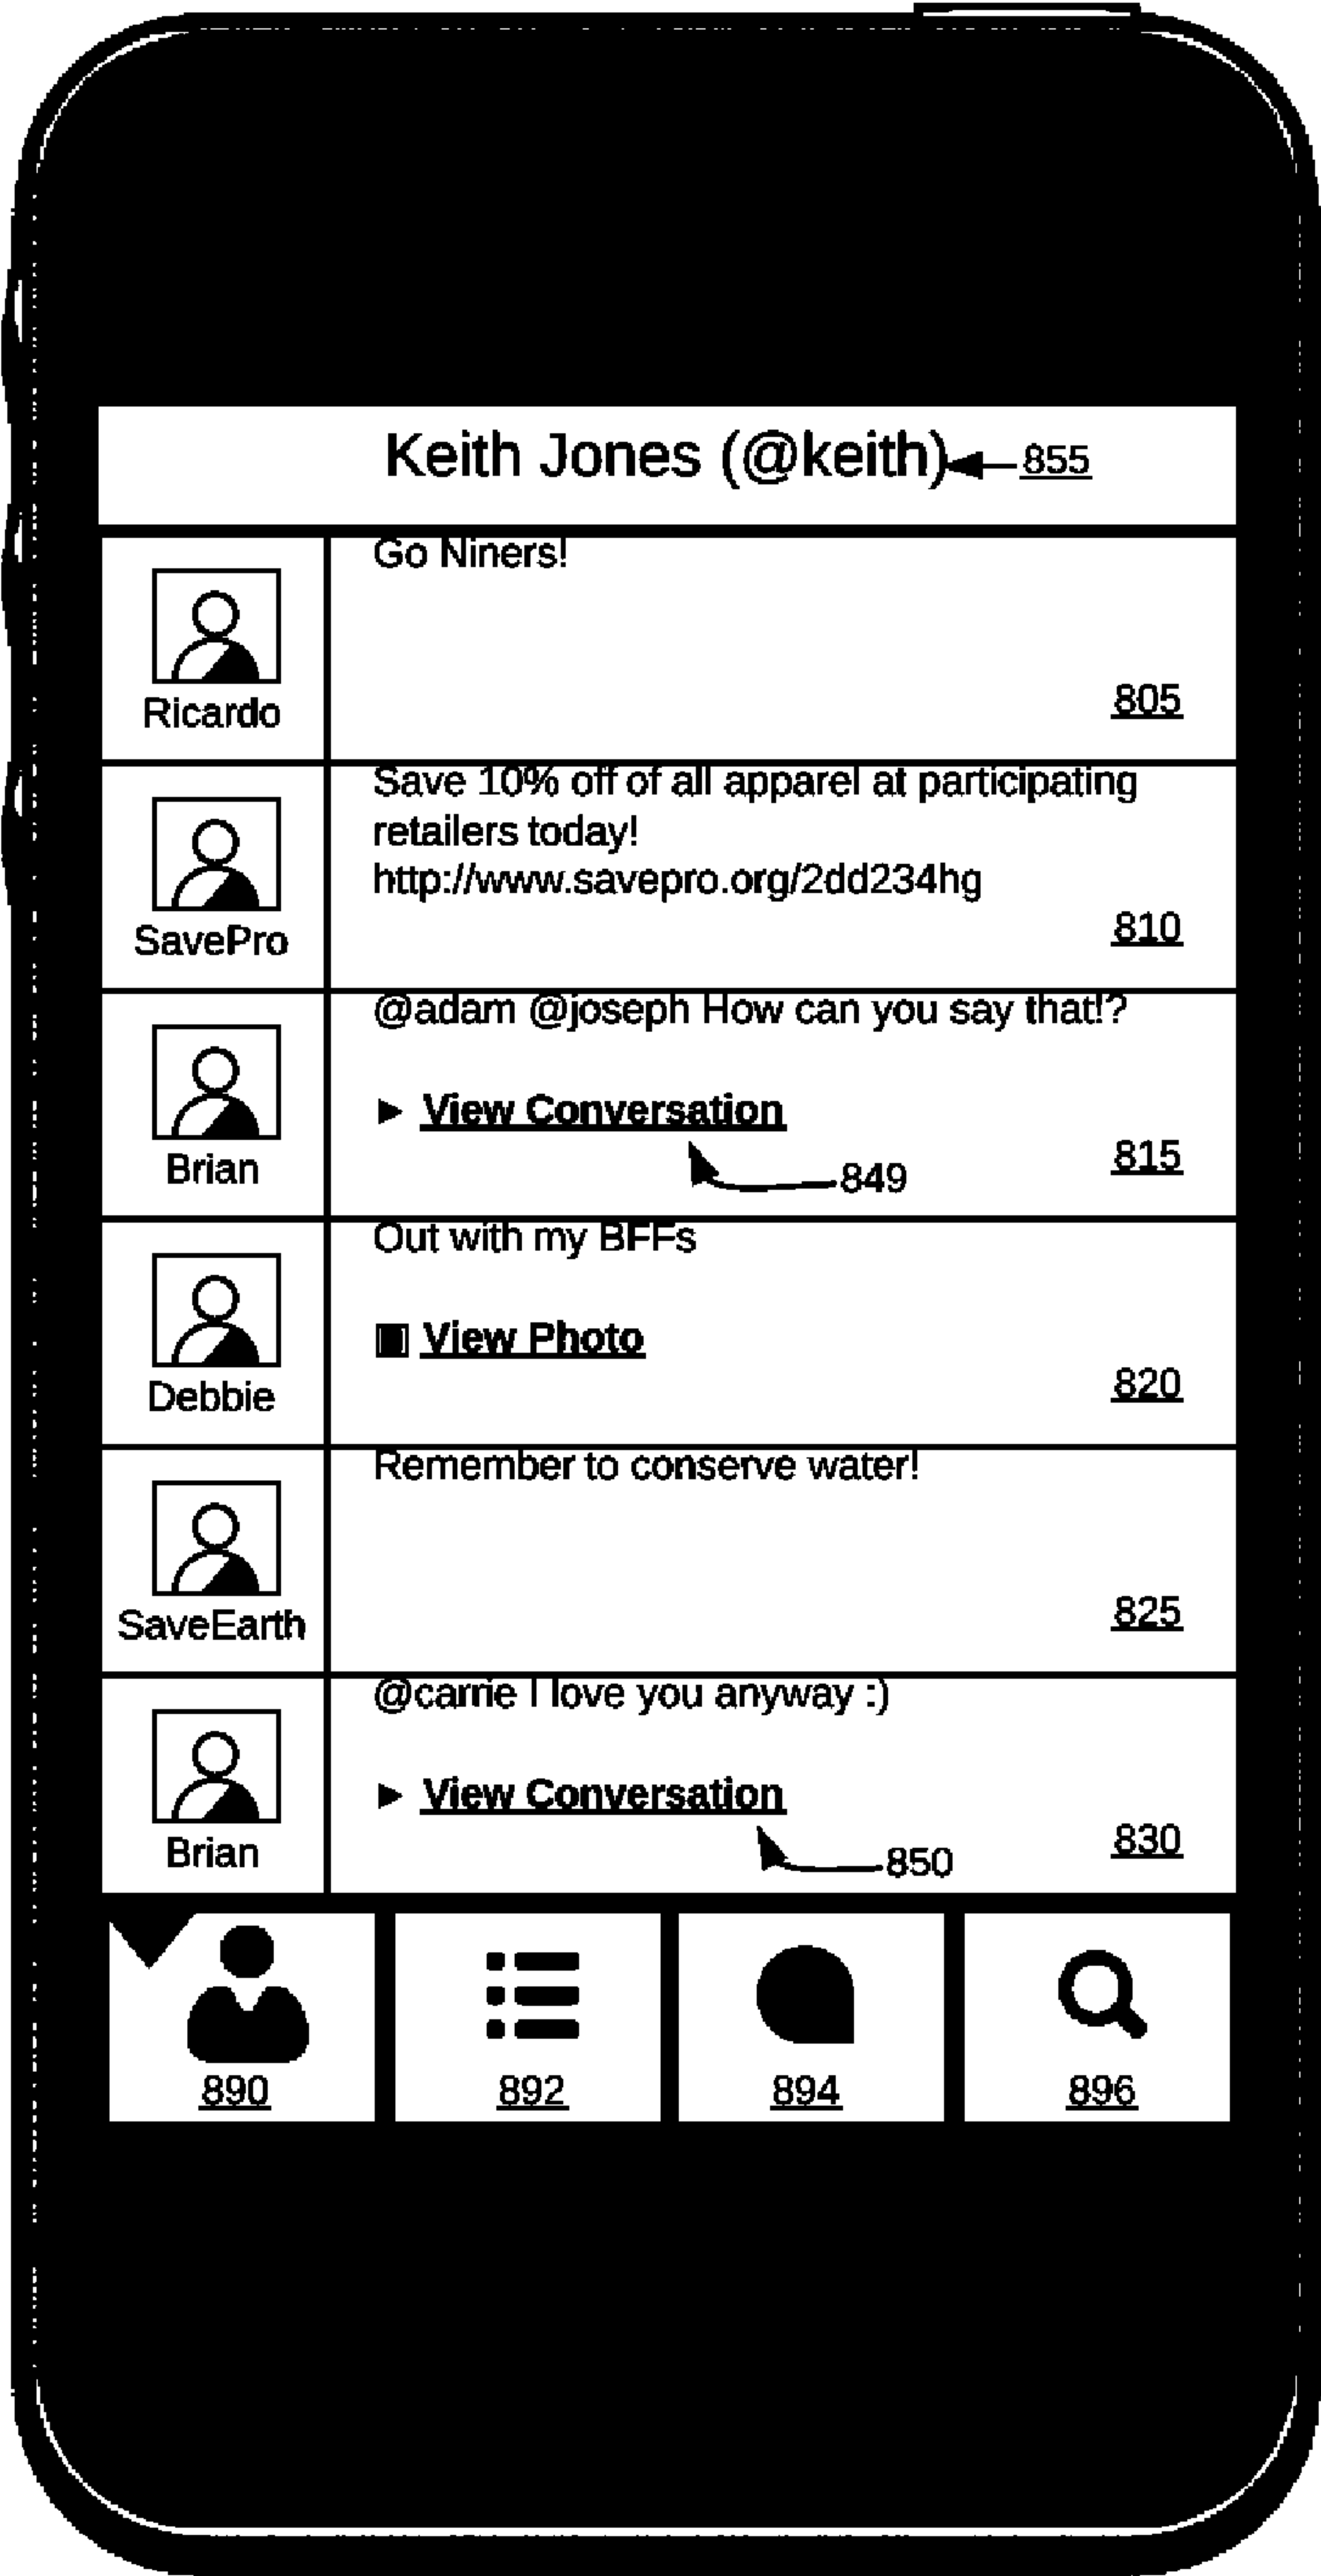 Keith Jones (@keith) 855
Go Niners!
Ricardo
805
Save 10% off of all apparel at participating
retailers today!
http://www.savepro.org/2dd234hg
SavePro
810
@adam @joseph How can you say that!?
► View Conversation
849
Brian
815
Out with my BFFs
▣ View Photo
Debbie
820
Remember to conserve water!
SaveEarth
825
@carrie I love you anyway :)
► View Conversation
850
Brian
830
890 892 894 896